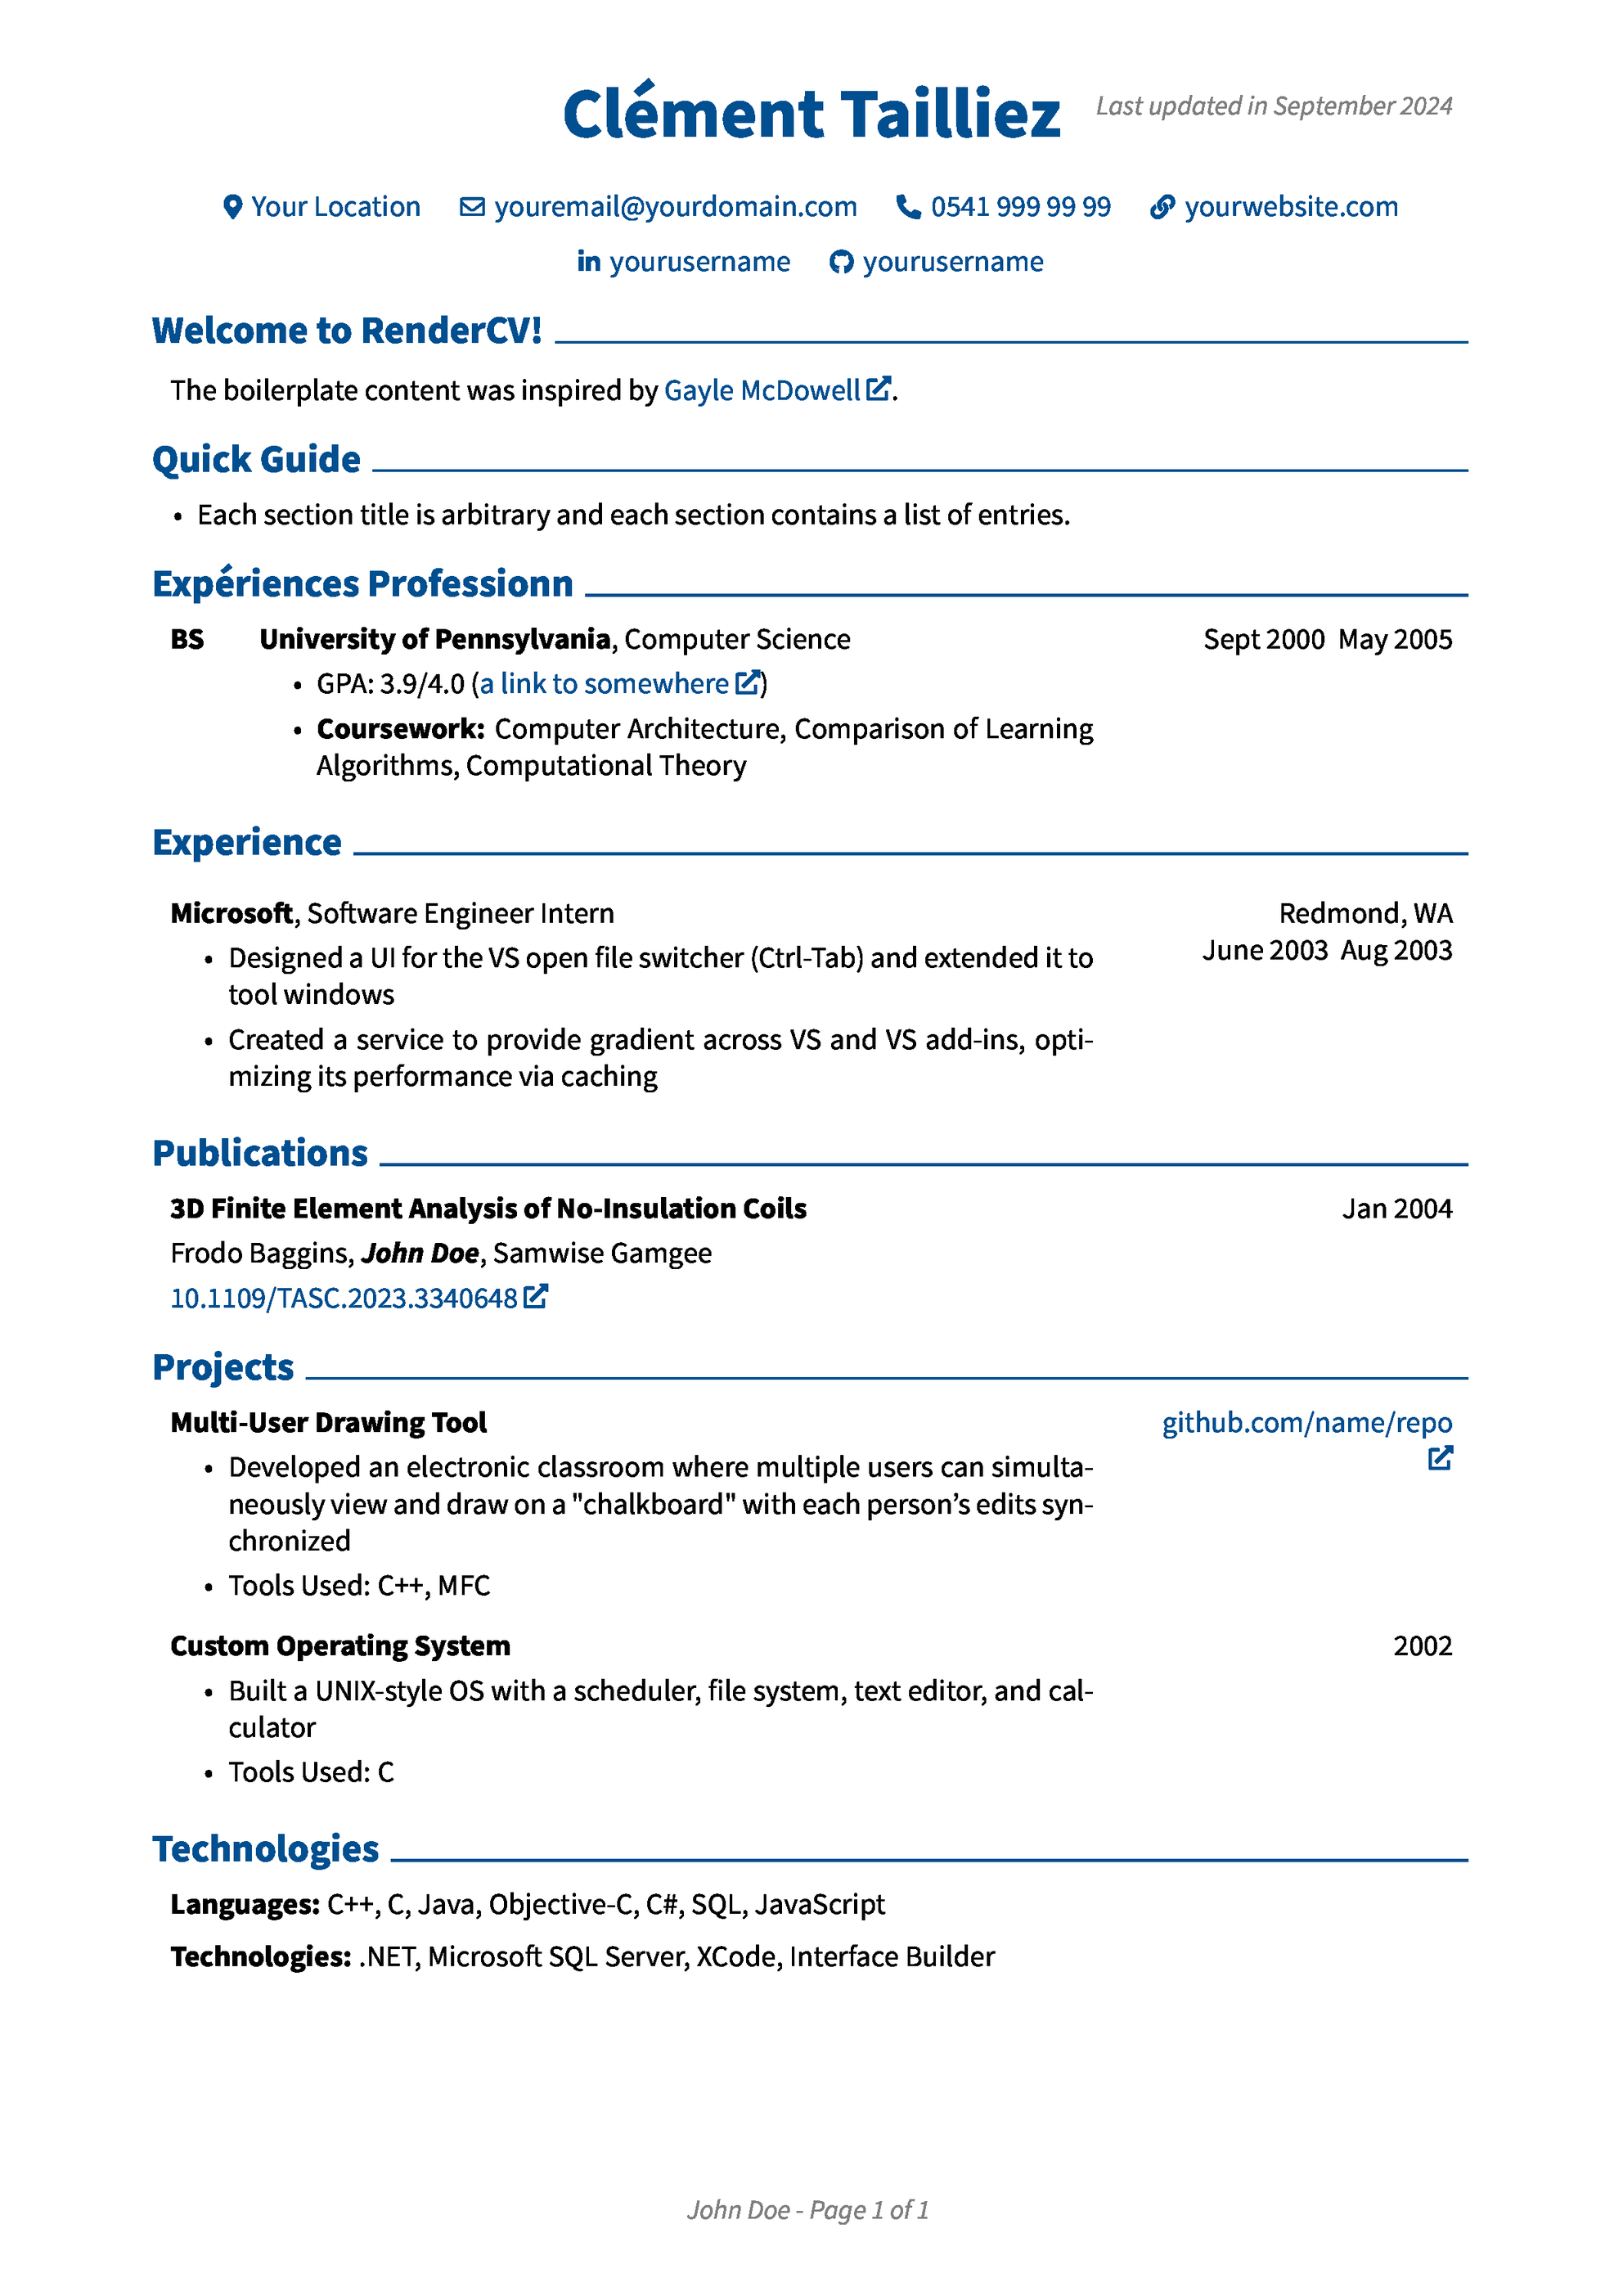 Clément Tailliez
Last updated in September 2024
Your Location youremail@yourdomain.com 0541 999 99 99 yourwebsite.com
yourusername yourusername
Welcome to RenderCV!
The boilerplate content was inspired by Gayle McDowell.
Quick Guide
• Each section title is arbitrary and each section contains a list of entries.
Expériences Professionn
BS University of Pennsylvania, Computer Science Sept 2000 May 2005
• GPA: 3.9/4.0 (a link to somewhere)
• Coursework: Computer Architecture, Comparison of Learning
Algorithms, Computational Theory
Experience
Microsoft, Software Engineer Intern Redmond, WA
June 2003 Aug 2003
• Designed a UI for the VS open file switcher (Ctrl-Tab) and extended it to
tool windows
• Created a service to provide gradient across VS and VS add-ins, opti-
mizing its performance via caching
Publications
3D Finite Element Analysis of No-Insulation Coils Jan 2004
Frodo Baggins, John Doe, Samwise Gamgee
10.1109/TASC.2023.3340648
Projects
Multi-User Drawing Tool github.com/name/repo
• Developed an electronic classroom where multiple users can simulta-
neously view and draw on a "chalkboard" with each person’s edits syn-
chronized
• Tools Used: C++, MFC
Custom Operating System 2002
• Built a UNIX-style OS with a scheduler, file system, text editor, and cal-
culator
• Tools Used: C
Technologies
Languages: C++, C, Java, Objective-C, C#, SQL, JavaScript
Technologies: .NET, Microsoft SQL Server, XCode, Interface Builder
John Doe - Page 1 of 1